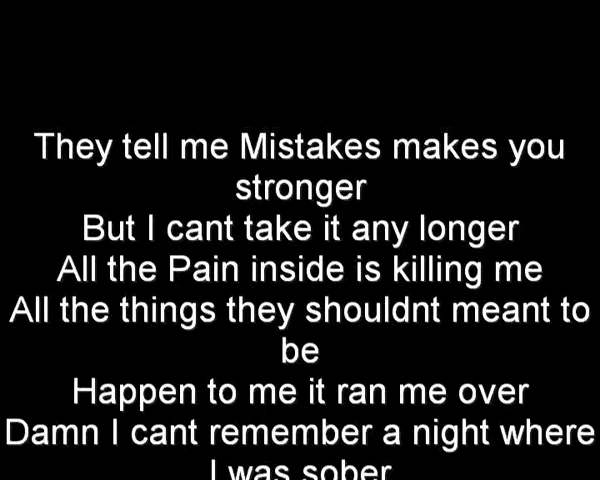 They tell me Mistakes makes you
stronger
But I cant take it any longer
All the Pain inside is killing me
All the things they shouldnt meant to
be
Happen to me it ran me over
Damn I cant remember a night where
I was sober